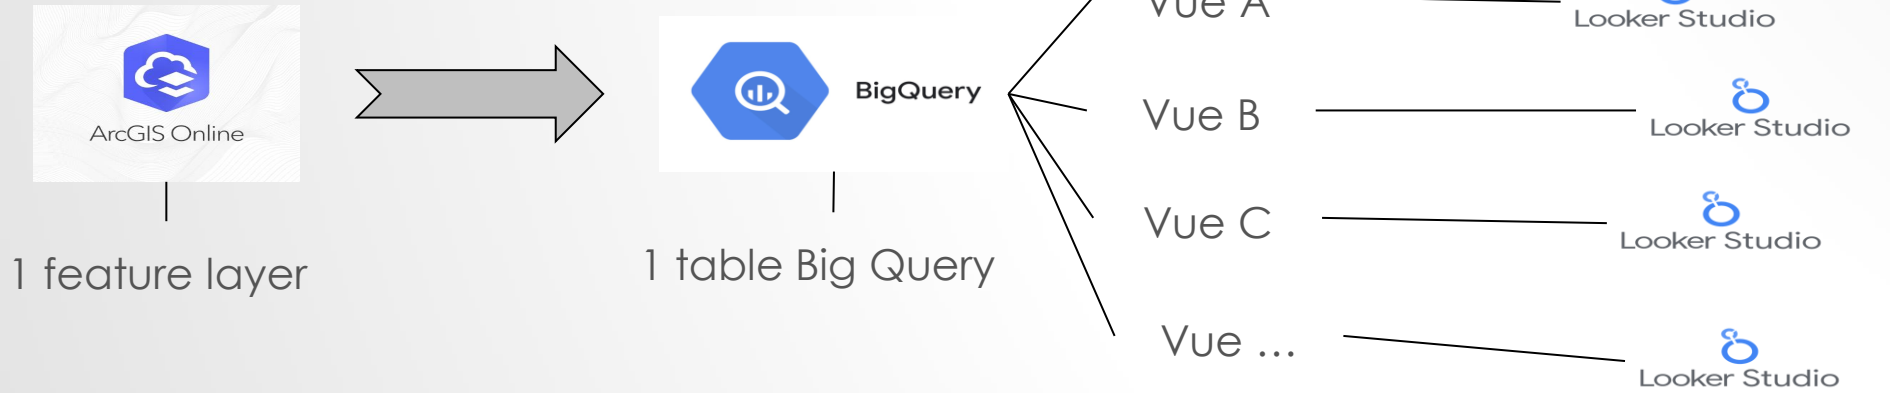 Vue A
Looker Studio
ArcGIS Online
BigQuery
Vue B
Looker Studio
1 feature layer
1 table Big Query
Vue C
Looker Studio
Vue ...
Looker Studio